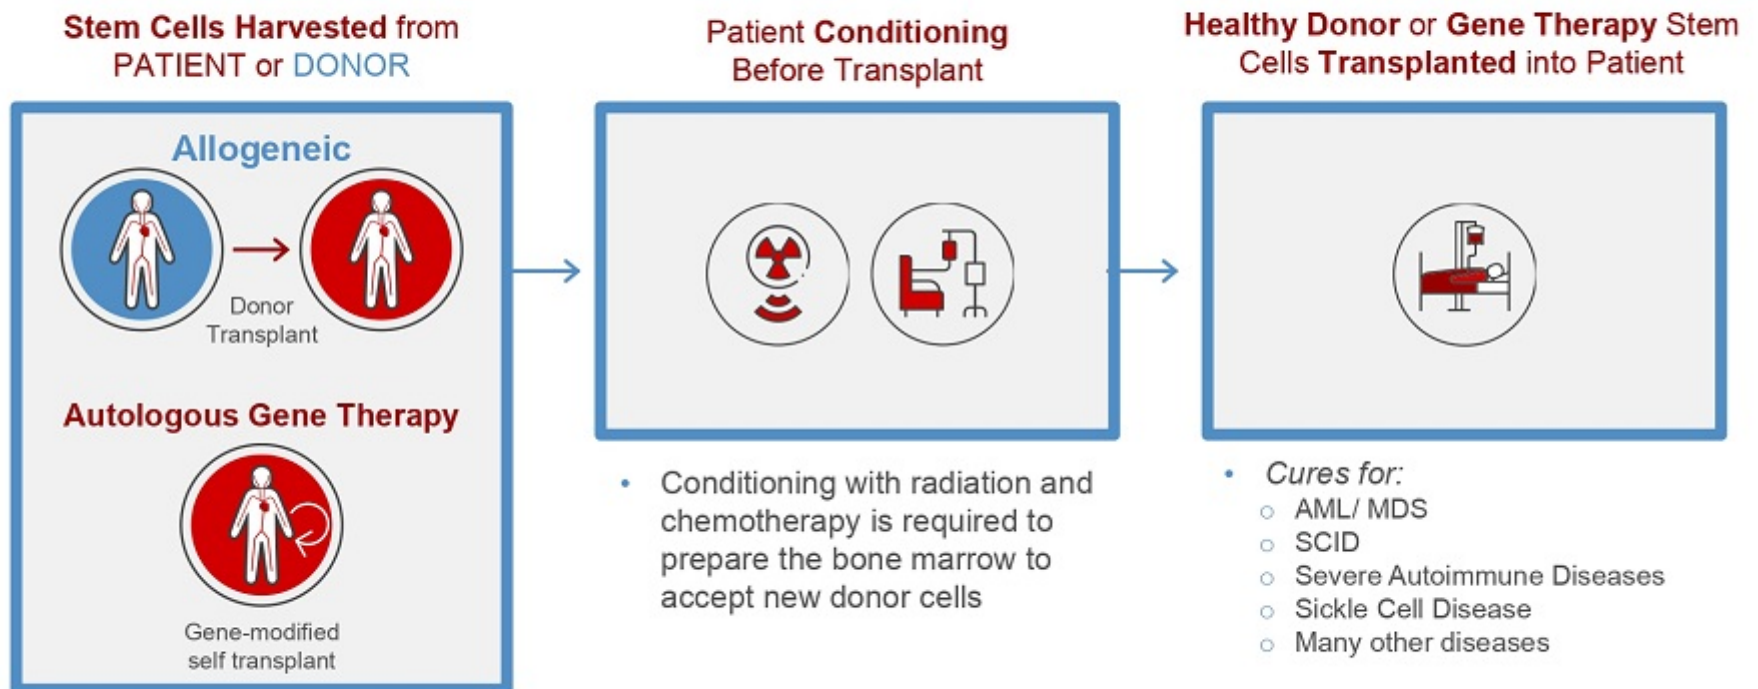 Stem Cells Harvested from
PATIENT or DONOR
Allogeneic
Donor
Transplant
Autologous Gene Therapy
Gene-modified
self transplant
Patient Conditioning
Before Transplant
• Conditioning with radiation and
chemotherapy is required to
prepare the bone marrow to
accept new donor cells
Healthy Donor or Gene Therapy Stem
Cells Transplanted into Patient
• Cures for:
o AML/ MDS
o SCID
o Severe Autoimmune Diseases
o Sickle Cell Disease
o Many other diseases